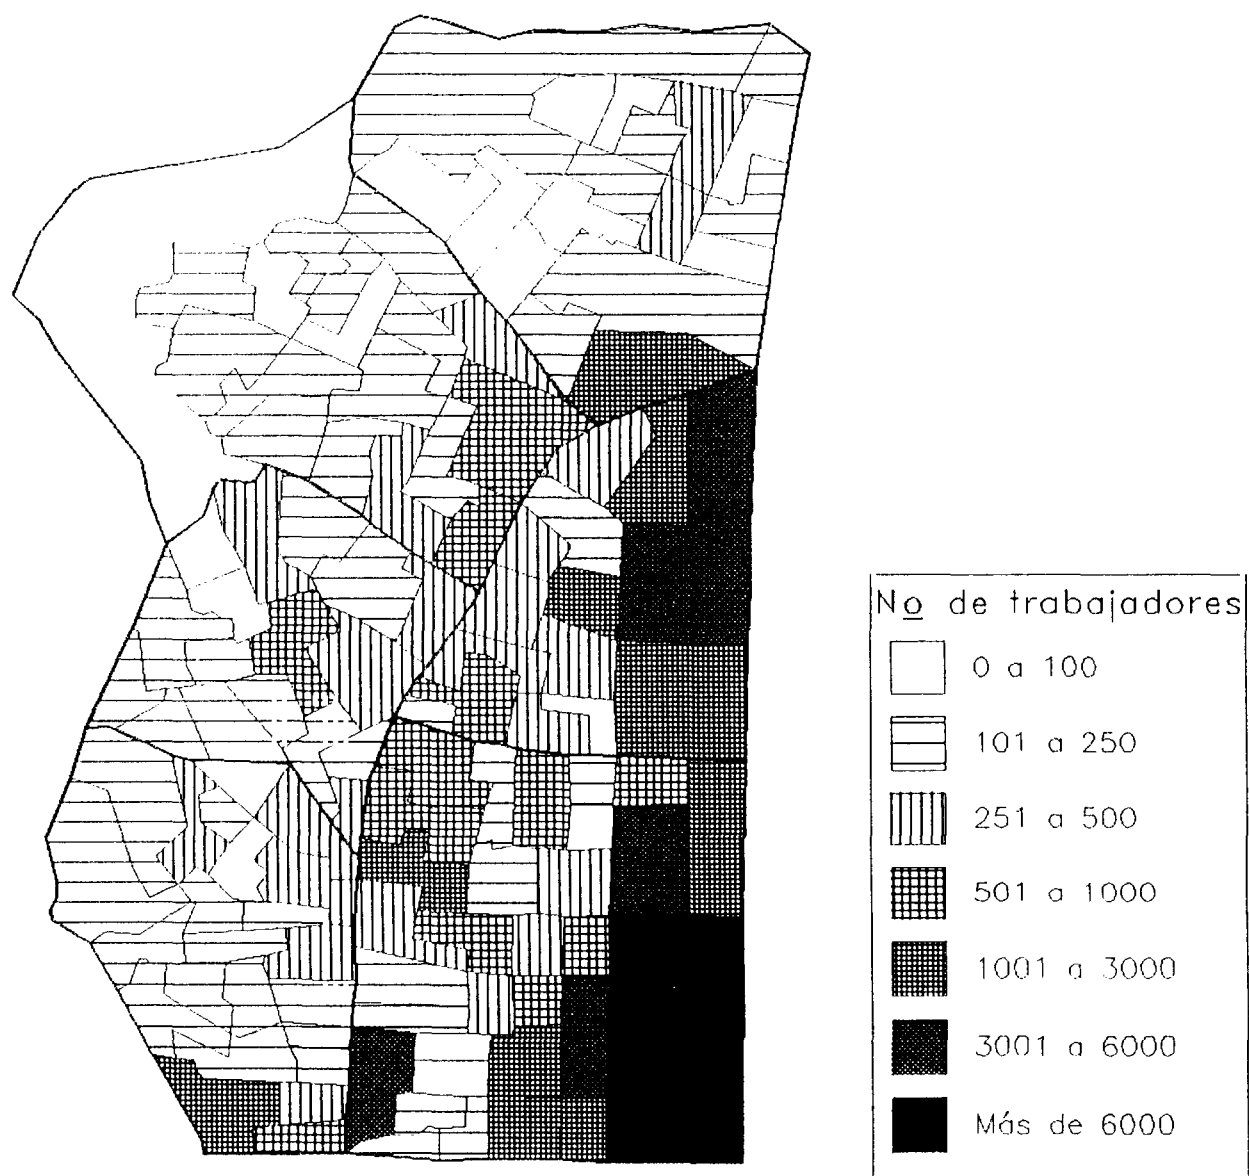 Nº de trabajadores
0 a 100
101 a 250
251 a 500
501 a 1000
1001 a 3000
3001 a 6000
Más de 6000